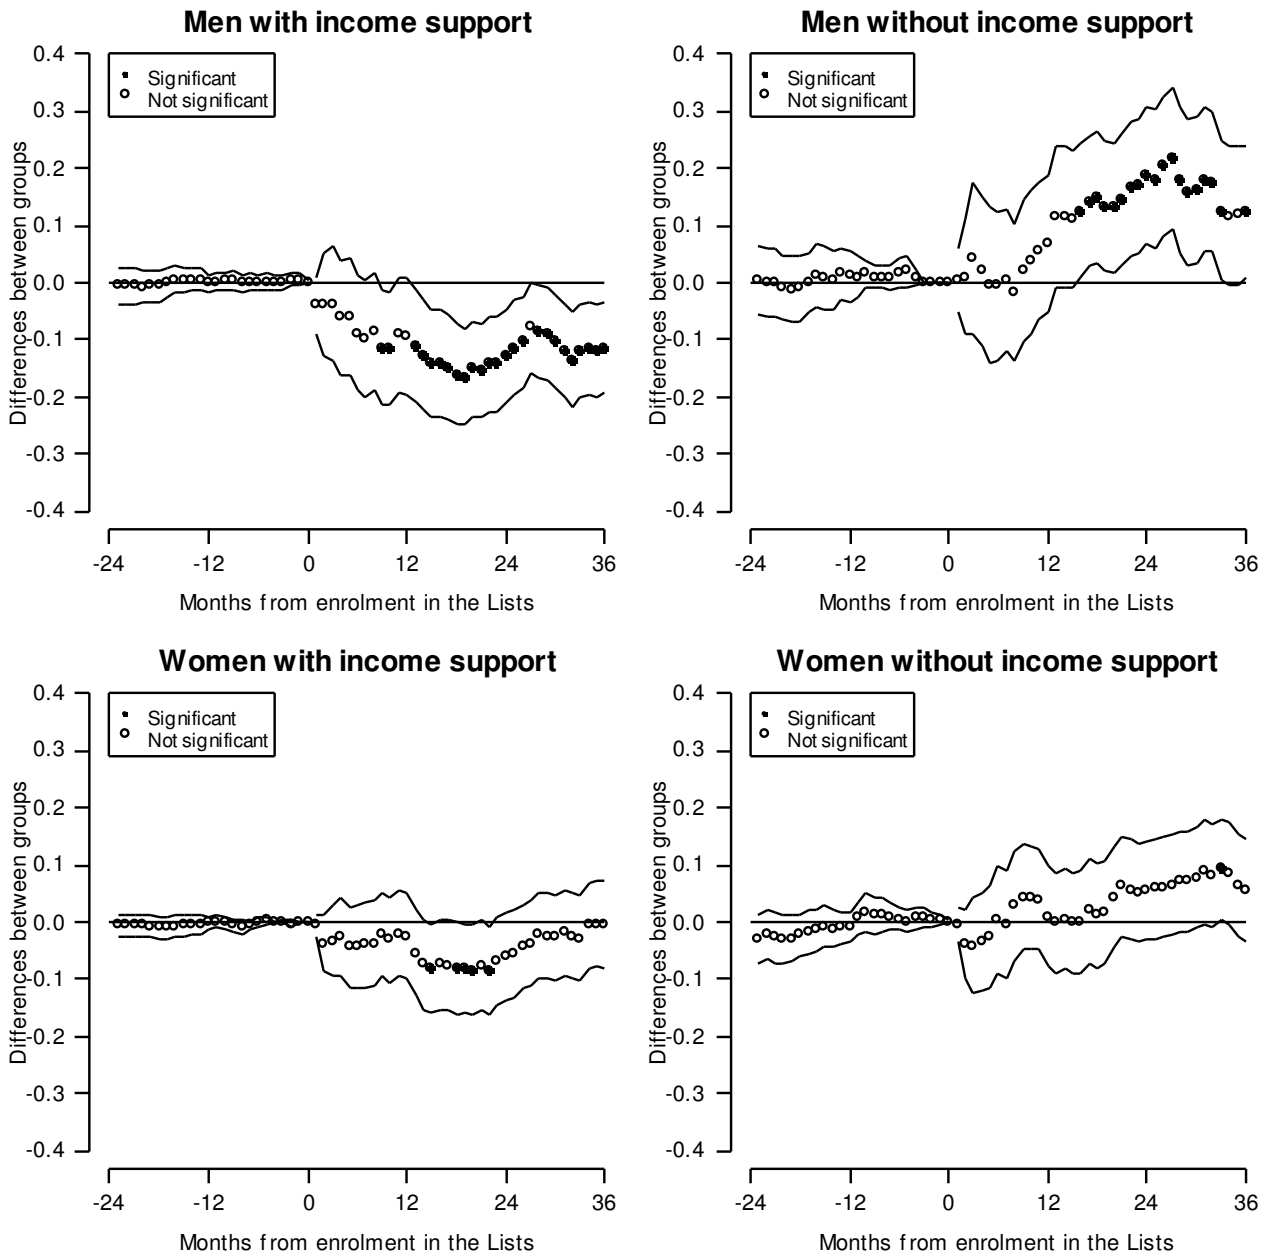 Men with income support
0.4
Significant
Not significant
0.3
0.2
0.1
0.0
-0.1
-0.2
-0.3
-0.4
Differences between groups
-24 -12 0 12 24 36
Months from enrolment in the Lists
Men without income support
0.4
Significant
Not significant
0.3
0.2
0.1
0.0
-0.1
-0.2
-0.3
-0.4
Differences between groups
-24 -12 0 12 24 36
Months from enrolment in the Lists
Women with income support
0.4
Significant
Not significant
0.3
0.2
0.1
0.0
-0.1
-0.2
-0.3
-0.4
Differences between groups
-24 -12 0 12 24 36
Months from enrolment in the Lists
Women without income support
0.4
Significant
Not significant
0.3
0.2
0.1
0.0
-0.1
-0.2
-0.3
-0.4
Differences between groups
-24 -12 0 12 24 36
Months from enrolment in the Lists